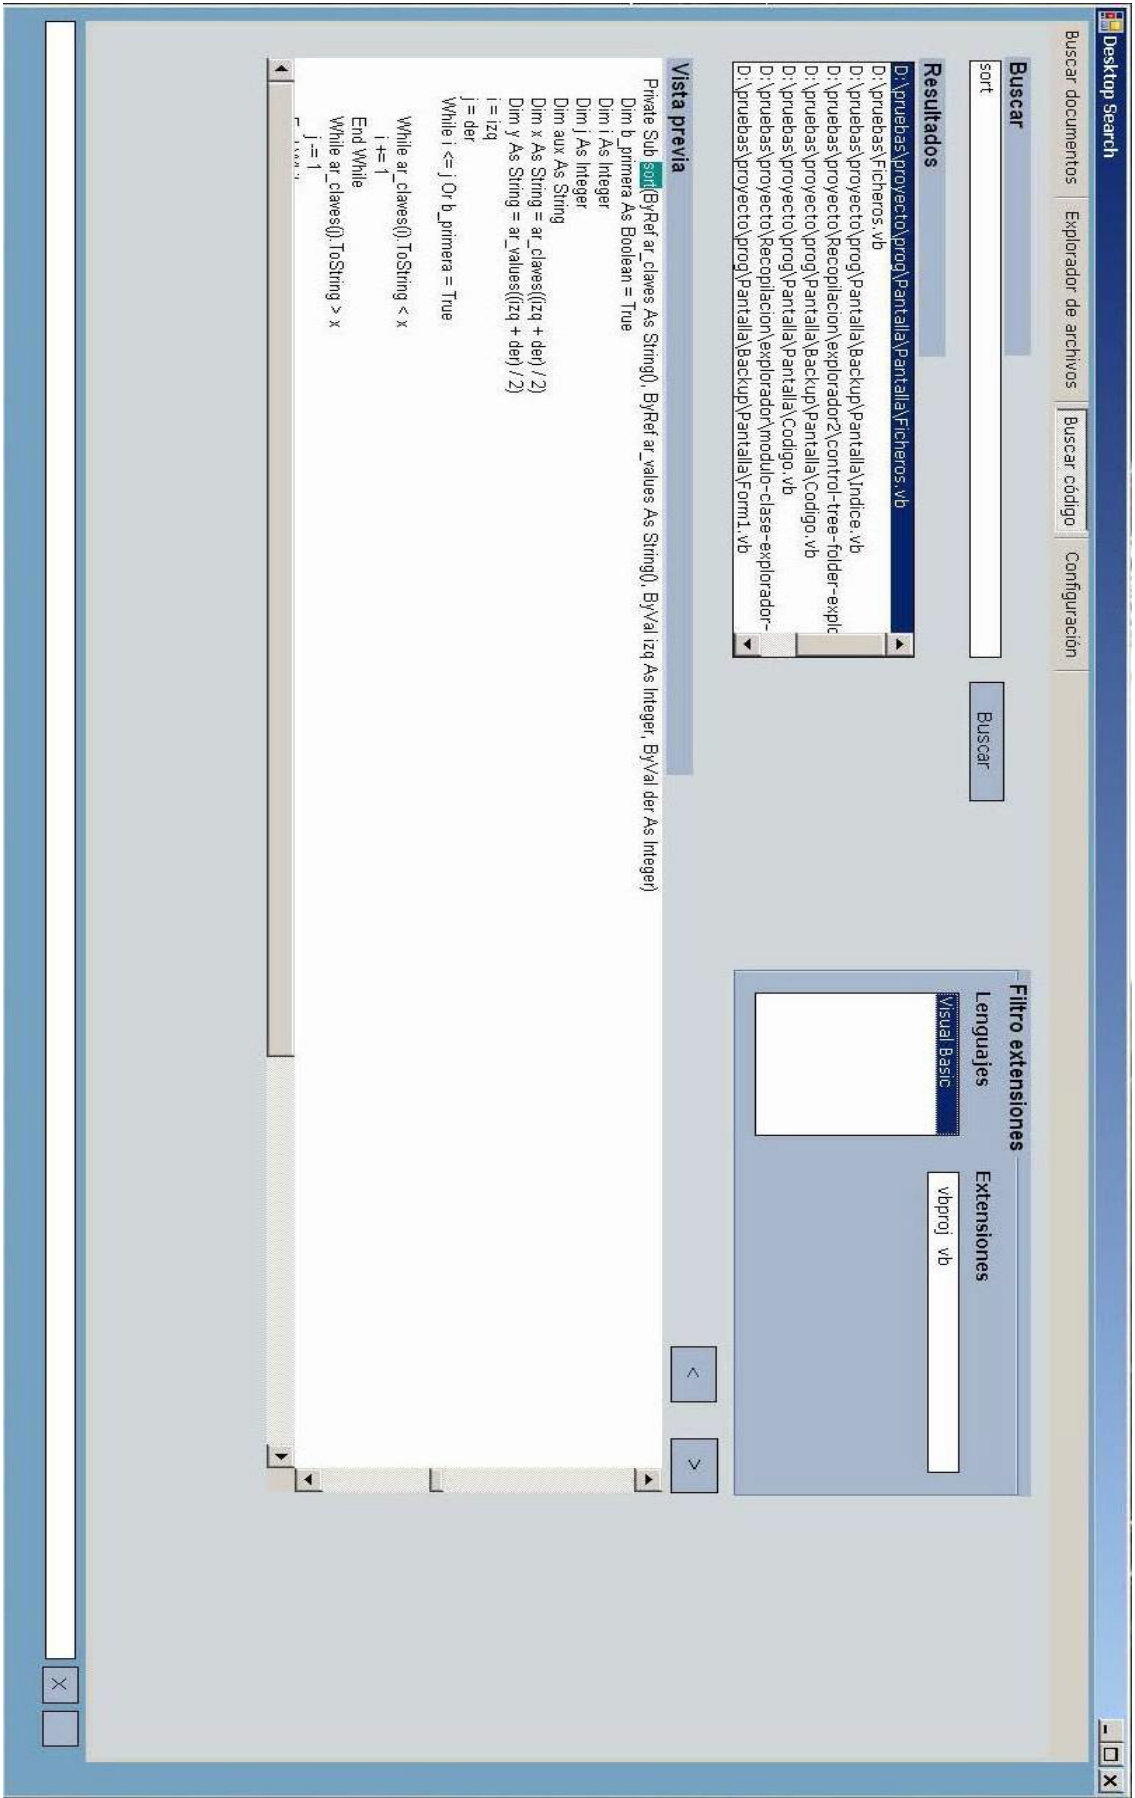 Desktop Search
Buscar documentos
Explorador de archivos
Buscar código
Configuración
Buscar
sort
Buscar
Resultados
D:\pruebas\proyecto\prog\Pantalla\Pantalla\Ficheros.vb
D:\pruebas\Ficheros.vb
D:\pruebas\proyecto\prog\Pantalla\Backup\Pantalla\Indice.vb
D:\pruebas\proyecto\Recopilacion\explorador2\control-tree-folder-explc
D:\pruebas\proyecto\prog\Pantalla\Backup\Pantalla\Codigo.vb
D:\pruebas\proyecto\prog\Pantalla\Pantalla\Codigo.vb
D:\pruebas\proyecto\Recopilacion\explorador\modulo-clase-explorador-
D:\pruebas\proyecto\prog\Pantalla\Backup\Pantalla\Form1.vb
Filtro extensiones
Lenguajes
Extensiones
Visual Basic
vbproj vb
Vista previa
<
>
Private Sub sort(ByRef ar_claves As String(), ByRef ar_values As String(), ByVal izq As Integer, ByVal der As Integer)
Dim b_primera As Boolean = True
Dim i As Integer
Dim j As Integer
Dim aux As String
Dim x As String = ar_claves((izq + der) / 2)
Dim y As String = ar_values((izq + der) / 2)
i = izq
j = der
While i <= j Or b_primera = True
While ar_claves(i).ToString < x
i += 1
End While
While ar_claves(j).ToString > x
j -= 1
X